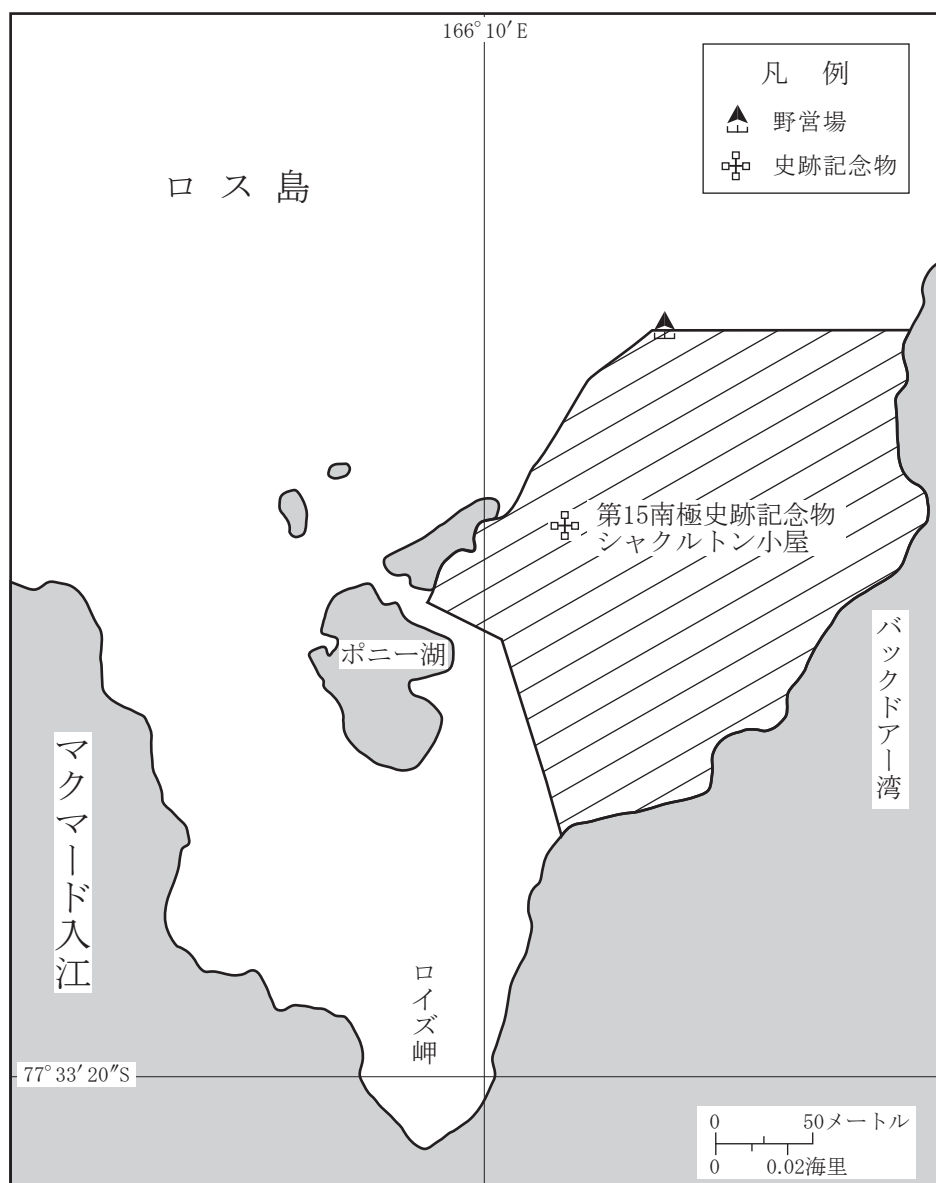 166°10′E
凡 例
野営場
史跡記念物
ロス島
第15南極史跡記念物
シャクルトン小屋
ポニー湖
バックドアー湾
マクマード入江
ロイズ岬
77°33′20″S
0 50メートル
0 0.02海里